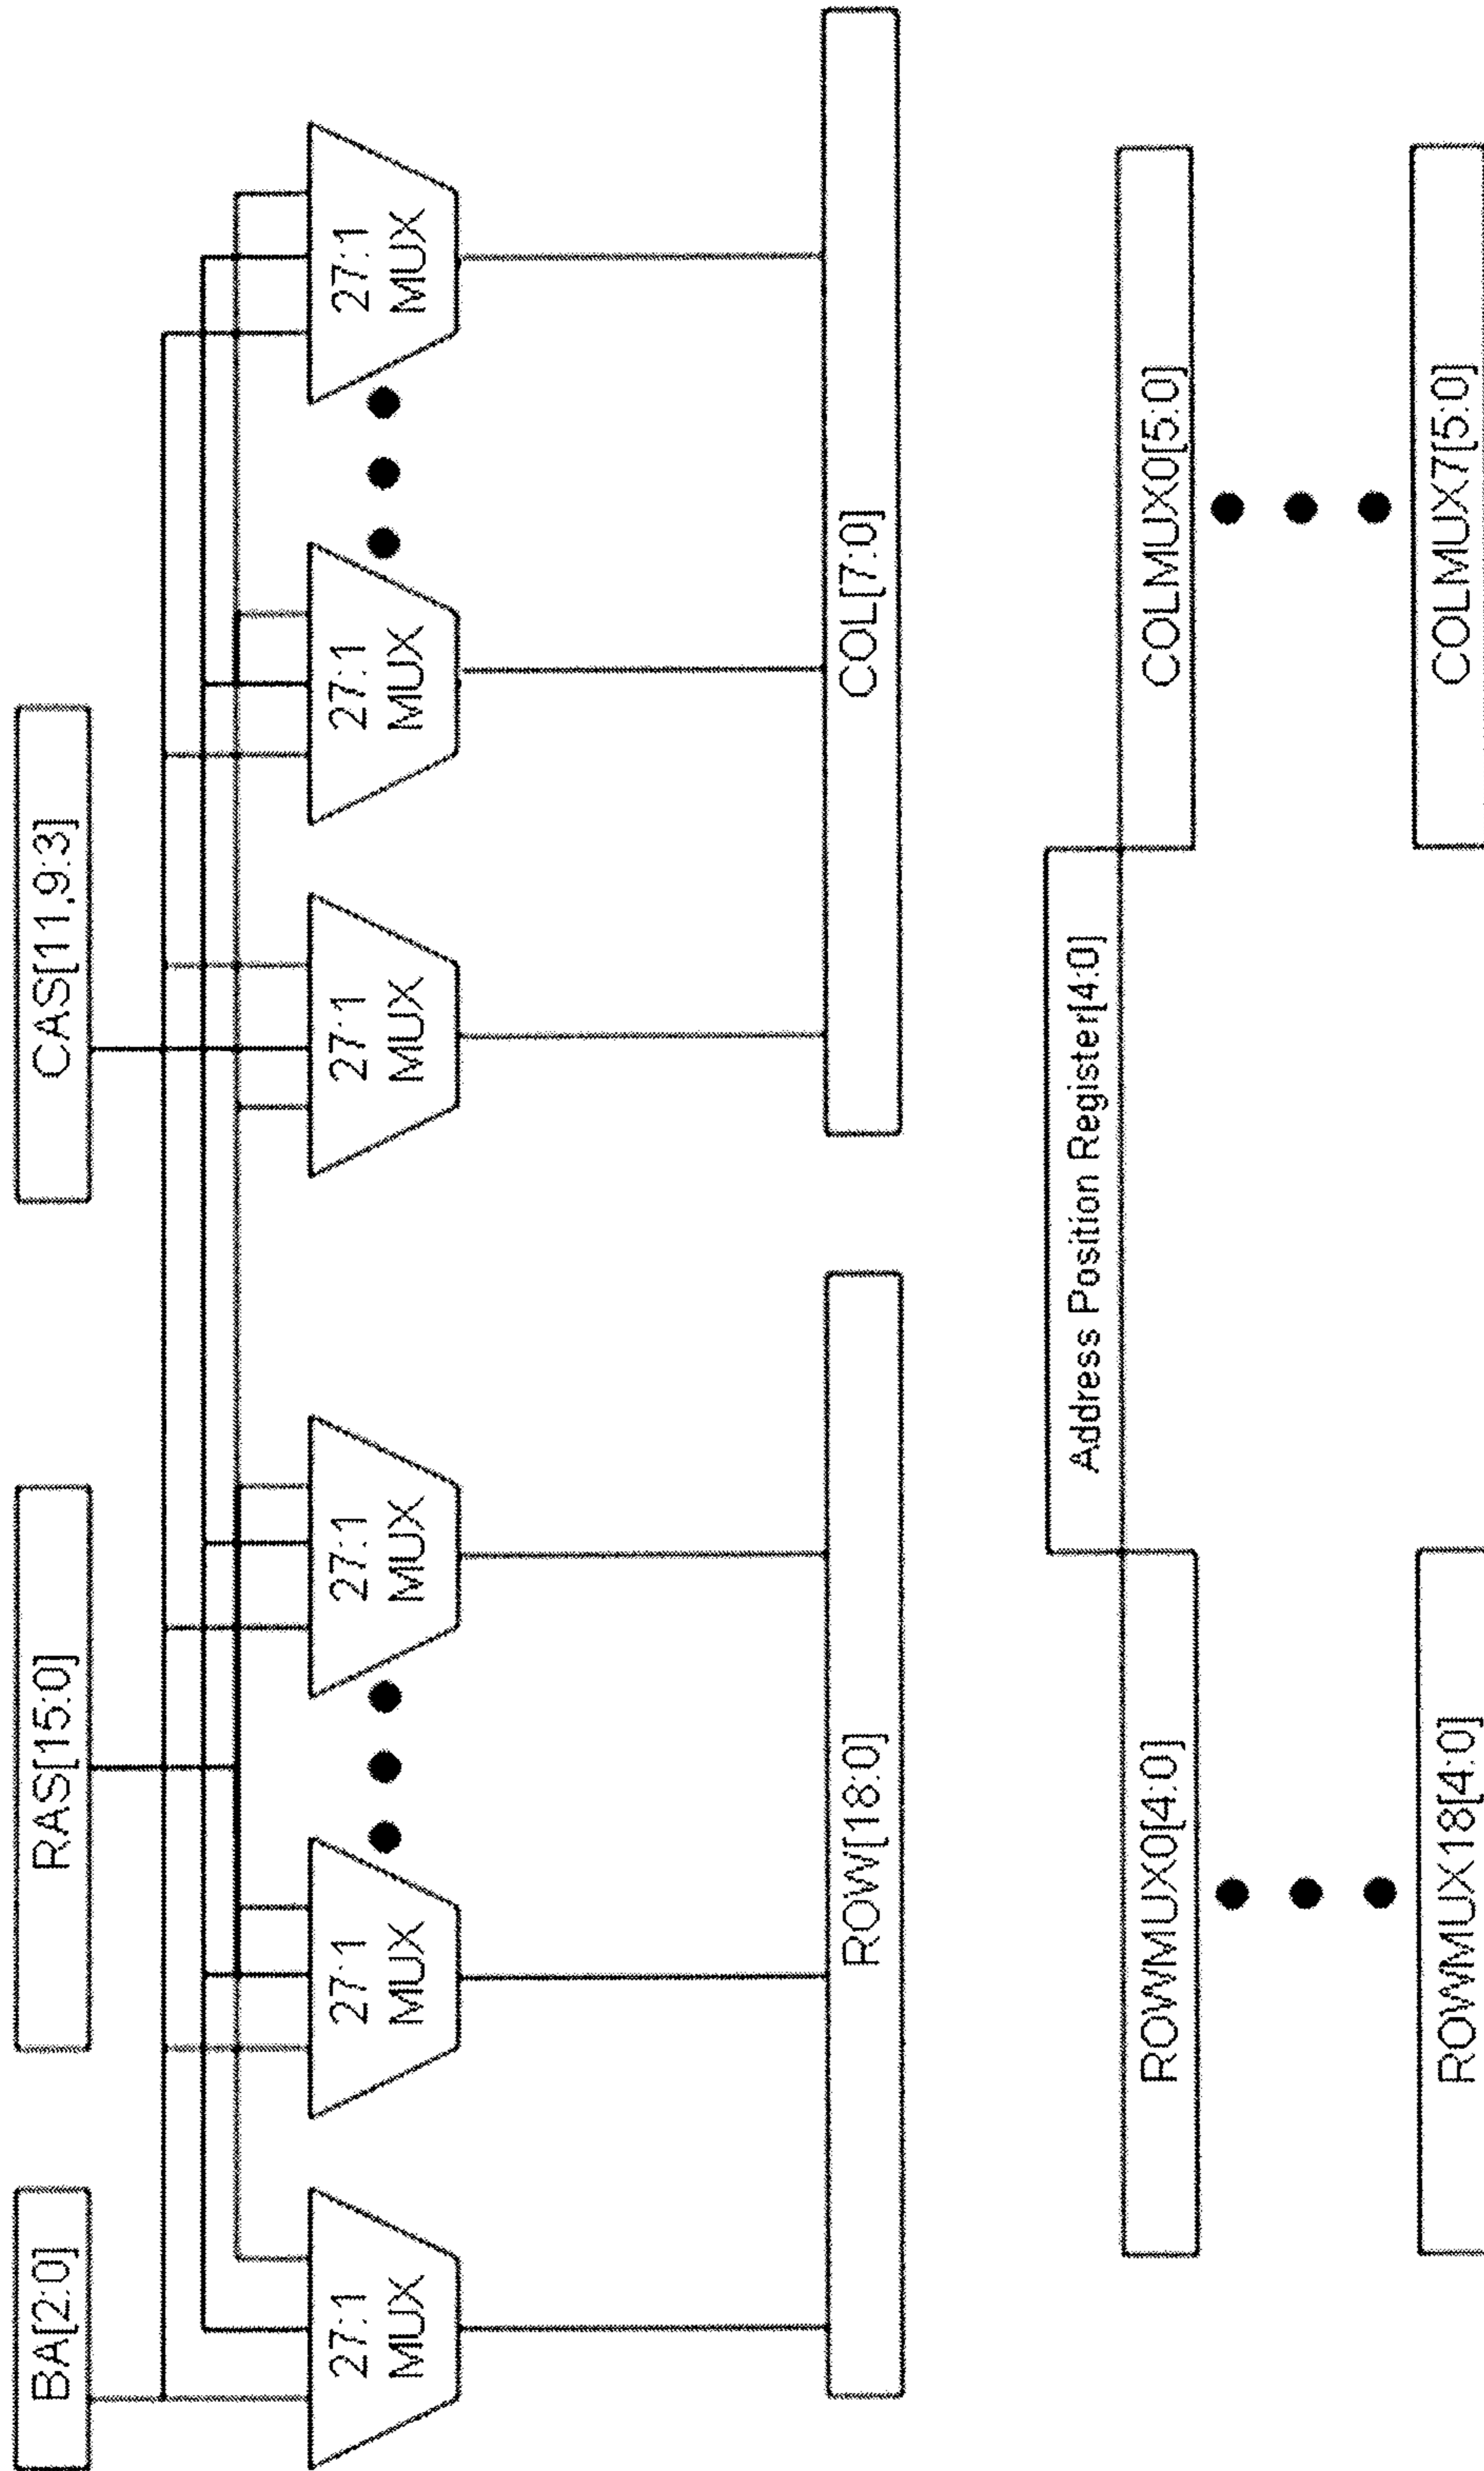 BA[2:0]
RAS[15:0]
CAS[11,9:3]
27:1
MUX
27:1
MUX
27:1
MUX
27:1
MUX
27:1
MUX
27:1
MUX
ROW[18:0]
COL[7:0]
Address Position Register[4:0]
ROWMUX0[4:0]
COLMUX0[5:0]
ROWMUX18[4:0]
COLMUX7[5:0]